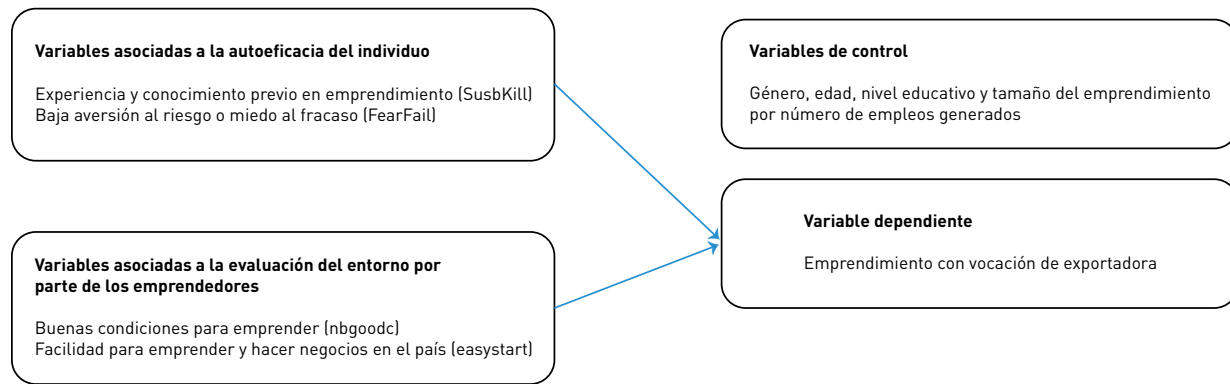 Variables asociadas a la autoeficacia del individuo
Experiencia y conocimiento previo en emprendimiento (SusbKill)
Baja aversión al riesgo o miedo al fracaso (FearFail)
Variables asociadas a la evaluación del entorno por
parte de los emprendedores
Buenas condiciones para emprender (nbgoodc)
Facilidad para emprender y hacer negocios en el país (easystart)
Variables de control
Género, edad, nivel educativo y tamaño del emprendimiento
por número de empleos generados
Variable dependiente
Emprendimiento con vocación de exportadora